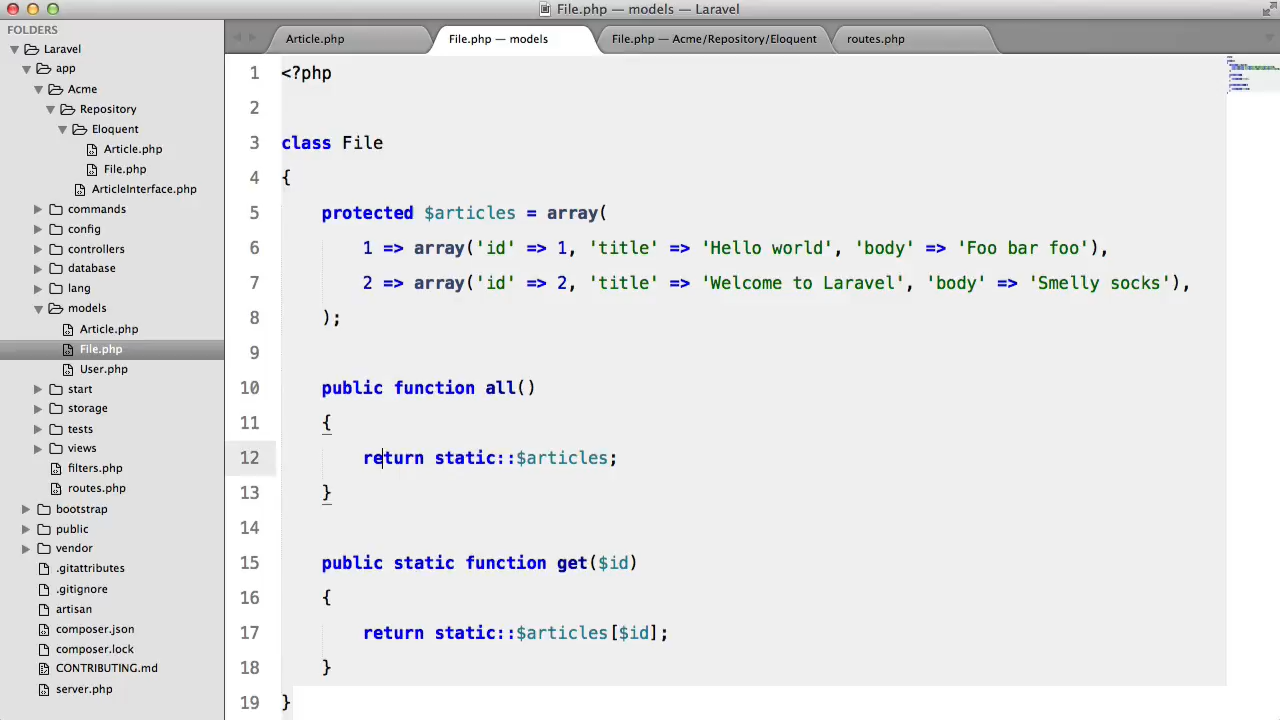 File.php — models — Laravel
FOLDERS
Laravel
app
Acme
Repository
Eloquent
Article.php
File.php
ArticleInterface.php
commands
config
controllers
database
lang
models
Article.php
File.php
User.php
start
storage
tests
views
filters.php
routes.php
bootstrap
public
vendor
.gitattributes
.gitignore
artisan
composer.json
composer.lock
CONTRIBUTING.md
server.php
Article.php
File.php — models
File.php — Acme/Repository/Eloquent
routes.php
1 <?php
2
3 class File
4 {
5 protected $articles = array(
6 1 => array('id' => 1, 'title' => 'Hello world', 'body' => 'Foo bar foo'),
7 2 => array('id' => 2, 'title' => 'Welcome to Laravel', 'body' => 'Smelly socks'),
8 );
9
10 public function all()
11 {
12 return static::$articles;
13 }
14
15 public static function get($id)
16 {
17 return static::$articles[$id];
18 }
19 }